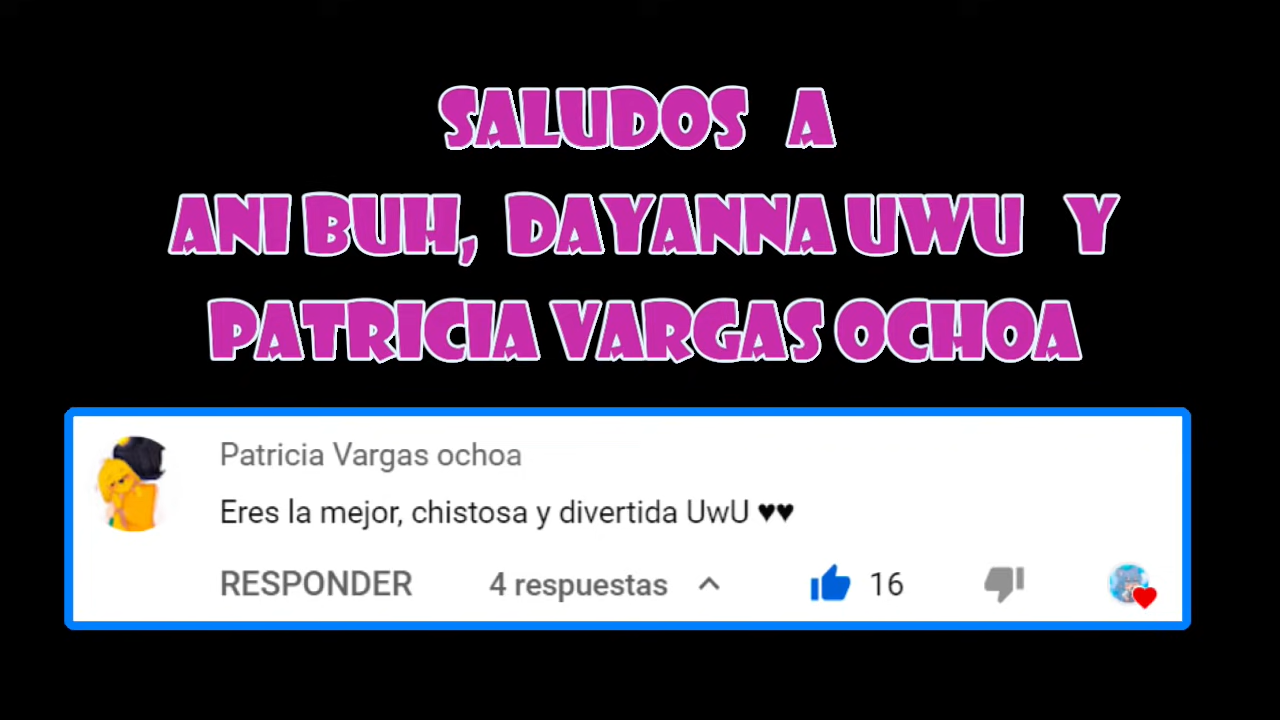 SALUDOS A
ANI BUH, DAYANNA UWU Y
PATRICIA VARGAS OCHOA
Patricia Vargas ochoa
Eres la mejor, chistosa y divertida UwU ♥♥
RESPONDER 4 respuestas 16